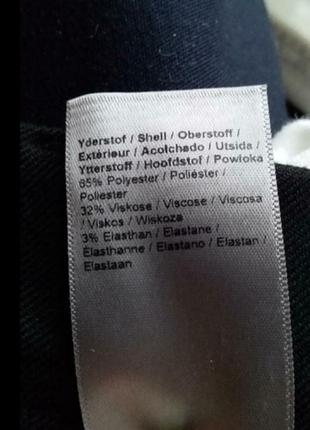 Yderstof / Shell / Oberstoff /
Extérieur / Acolchado / Utsida /
Ytterstoff / Hoofdstof / Powłoka
65% Polyester / Poliéster /
Poliester
32% Viskose / Viscose / Viscosa
/ Viskos / Wiskoza
3% Elasthan / Elastane /
Élasthanne / Elastano / Elastan /
Elastaan